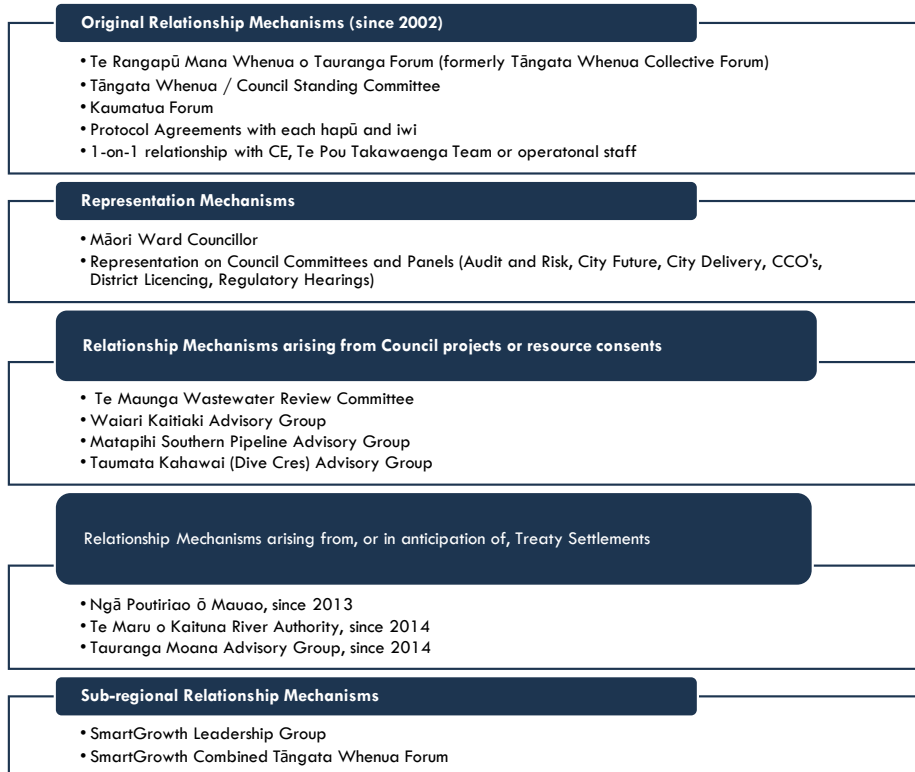 Original Relationship Mechanisms (since 2002)
• Te Rangapū Mana Whenua o Tauranga Forum (formerly Tāngata Whenua Collective Forum)
• Tāngata Whenua / Council Standing Committee
• Kaumatua Forum
• Protocol Agreements with each hapū and iwi
• 1-on-1 relationship with CE, Te Pou Takawaenga Team or operatonal staff
Representation Mechanisms
• Māori Ward Councillor
• Representation on Council Committees and Panels (Audit and Risk, City Future, City Delivery, CCO's,
District Licencing, Regulatory Hearings)
Relationship Mechanisms arising from Council projects or resource consents
• Te Maunga Wastewater Review Committee
• Waiari Kaitiaki Advisory Group
• Matapihi Southern Pipeline Advisory Group
• Taumata Kahawai (Dive Cres) Advisory Group
Relationship Mechanisms arising from, or in anticipation of, Treaty Settlements
• Ngā Poutiriao ō Mauao, since 2013
• Te Maru o Kaituna River Authority, since 2014
• Tauranga Moana Advisory Group, since 2014
Sub-regional Relationship Mechanisms
• SmartGrowth Leadership Group
• SmartGrowth Combined Tāngata Whenua Forum